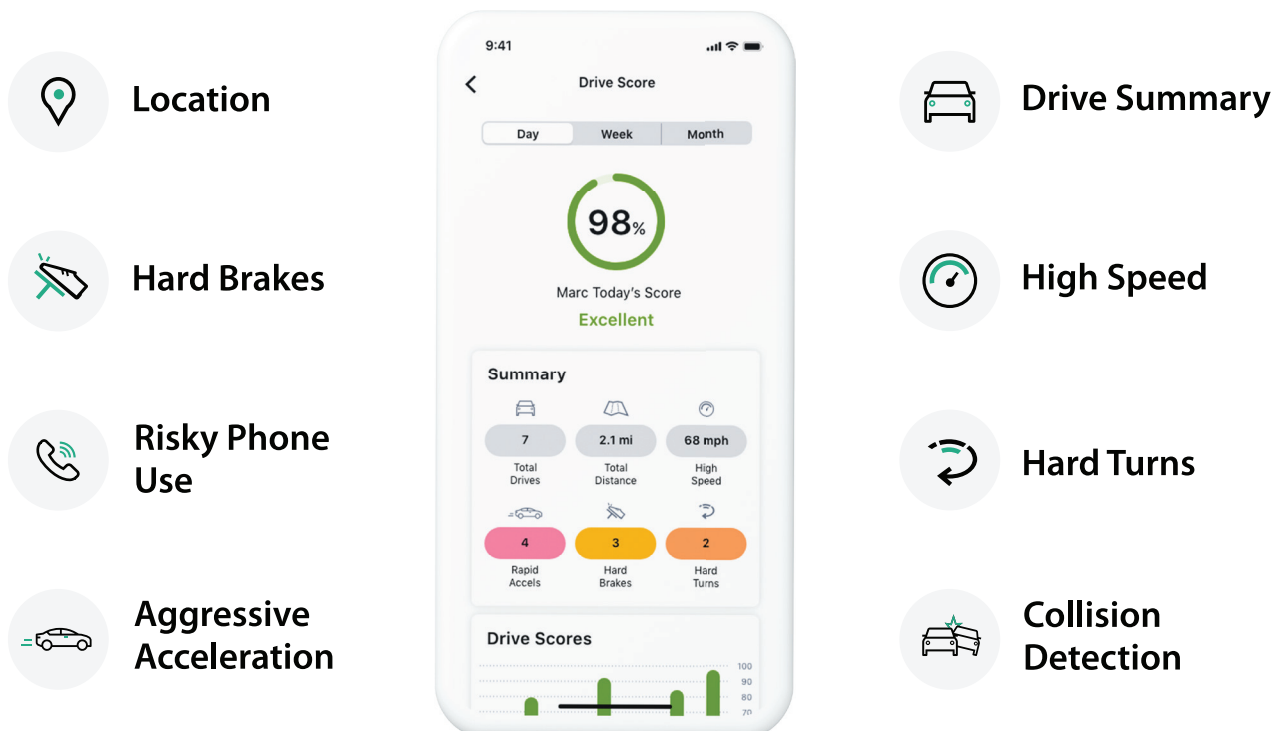 Location
Hard Brakes
Risky Phone
Use
Aggressive
Acceleration
9:41
Drive Score
Day Week Month
98%
Marc Today's Score
Excellent
Summary
7 2.1 mi 68 mph
Total Total High
Drives Distance Speed
4 3 2
Rapid Hard Hard
Accels Brakes Turns
Drive Scores
100
90
80
70
Drive Summary
High Speed
Hard Turns
Collision
Detection